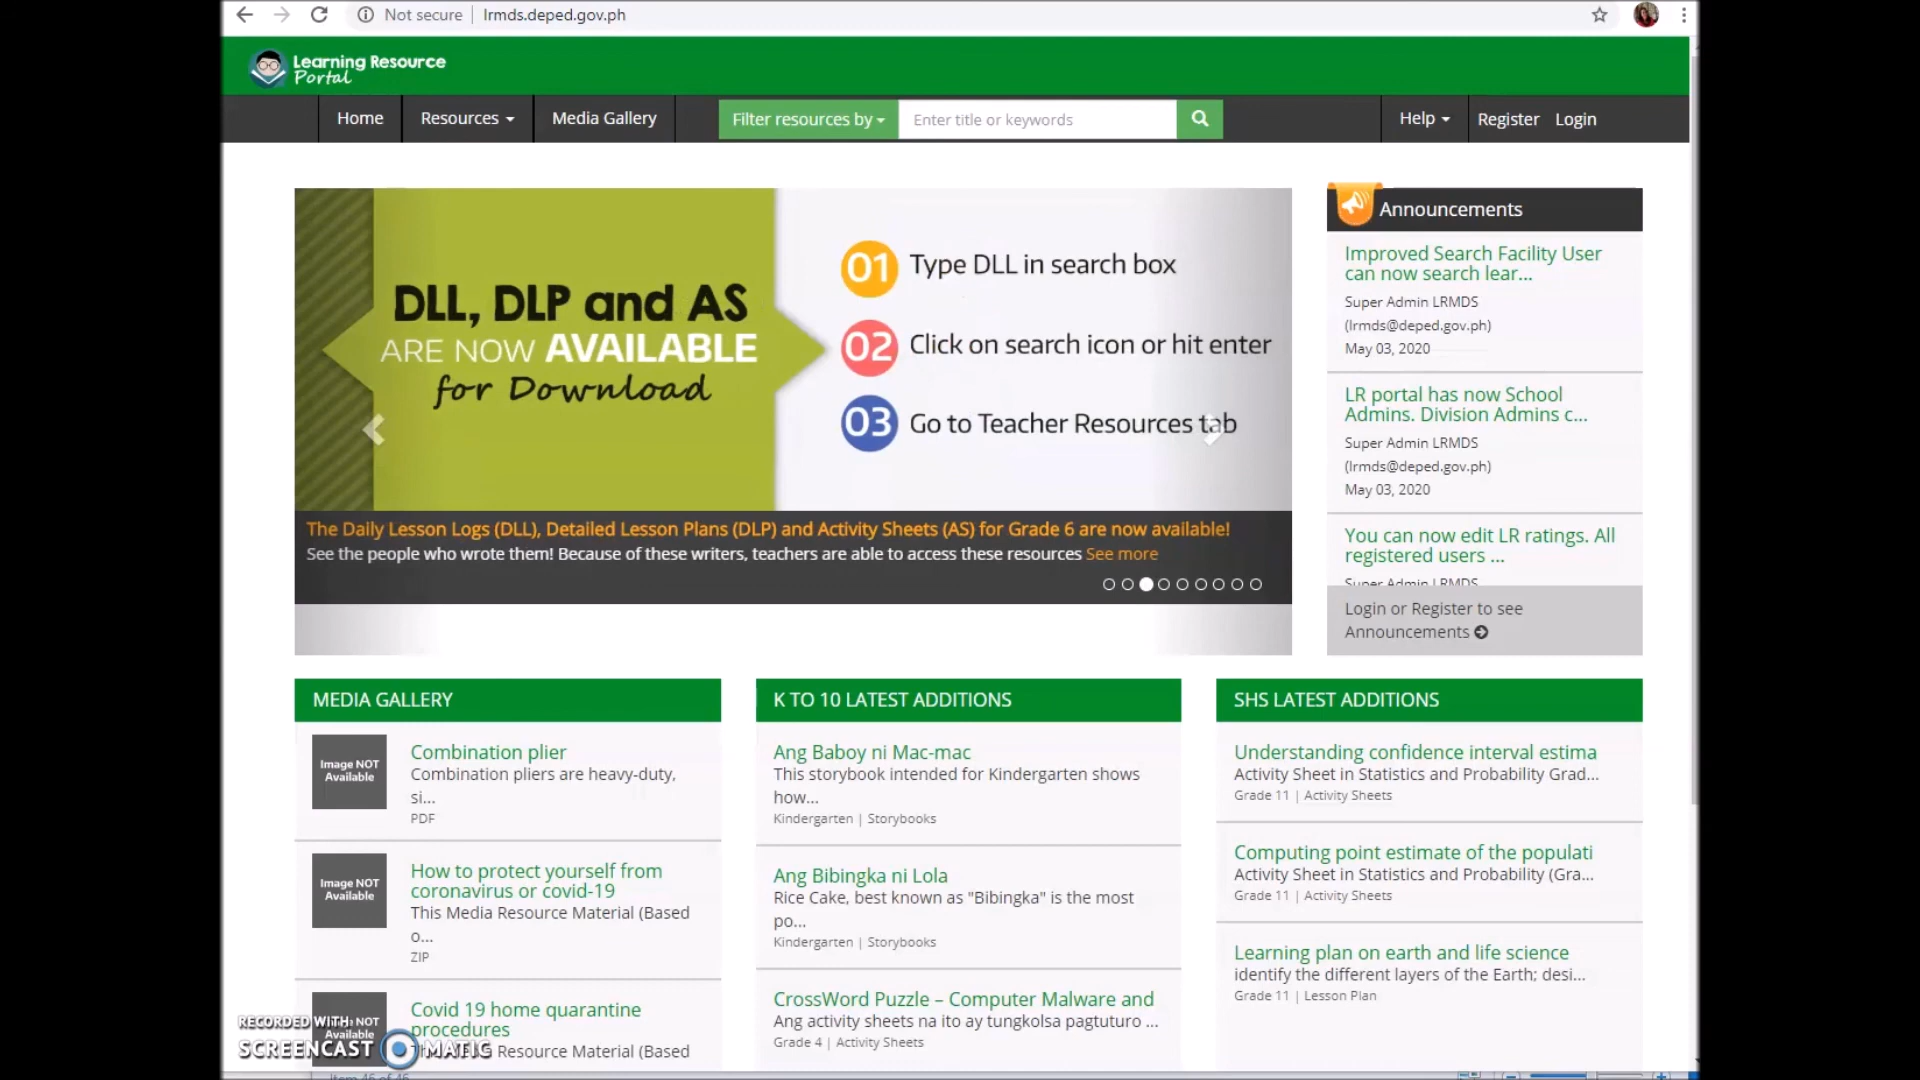 Not secure
lrmds.deped.gov.ph
Learning Resource
Portal
Home
Resources
Media Gallery
Filter resources by
Enter title or keywords
Help
Register
Login
DLL, DLP and AS
ARE NOW AVAILABLE
for Download
01 Type DLL in search box
02 Click on search icon or hit enter
03 Go to Teacher Resources tab
The Daily Lesson Logs (DLL), Detailed Lesson Plans (DLP) and Activity Sheets (AS) for Grade 6 are now available!
See the people who wrote them! Because of these writers, teachers are able to access these resources See more
Announcements
Improved Search Facility User
can now search lear...
Super Admin LRMDS
(lrmds@deped.gov.ph)
May 03, 2020
LR portal has now School
Admins. Division Admins c...
Super Admin LRMDS
(lrmds@deped.gov.ph)
May 03, 2020
You can now edit LR ratings. All
registered users ...
Super Admin LRMDS
Login or Register to see
Announcements
MEDIA GALLERY
Image NOT
Available
Combination plier
Combination pliers are heavy-duty,
si...
PDF
Image NOT
Available
How to protect yourself from
coronavirus or covid-19
This Media Resource Material (Based
o...
ZIP
NOT
Available
Covid 19 home quarantine
procedures
Resource Material (Based
K TO 10 LATEST ADDITIONS
Ang Baboy ni Mac-mac
This storybook intended for Kindergarten shows
how...
Kindergarten | Storybooks
Ang Bibingka ni Lola
Rice Cake, best known as "Bibingka" is the most
po...
Kindergarten | Storybooks
CrossWord Puzzle – Computer Malware and
Ang activity sheets na ito ay tungkolsa pagtuturo ...
Grade 4 | Activity Sheets
SHS LATEST ADDITIONS
Understanding confidence interval estima
Activity Sheet in Statistics and Probability Grad...
Grade 11 | Activity Sheets
Computing point estimate of the populati
Activity Sheet in Statistics and Probability (Gra...
Grade 11 | Activity Sheets
Learning plan on earth and life science
identify the different layers of the Earth; desi...
Grade 11 | Lesson Plan
RECORDED WITH
SCREENCAST MATIC
Item 46 of 46